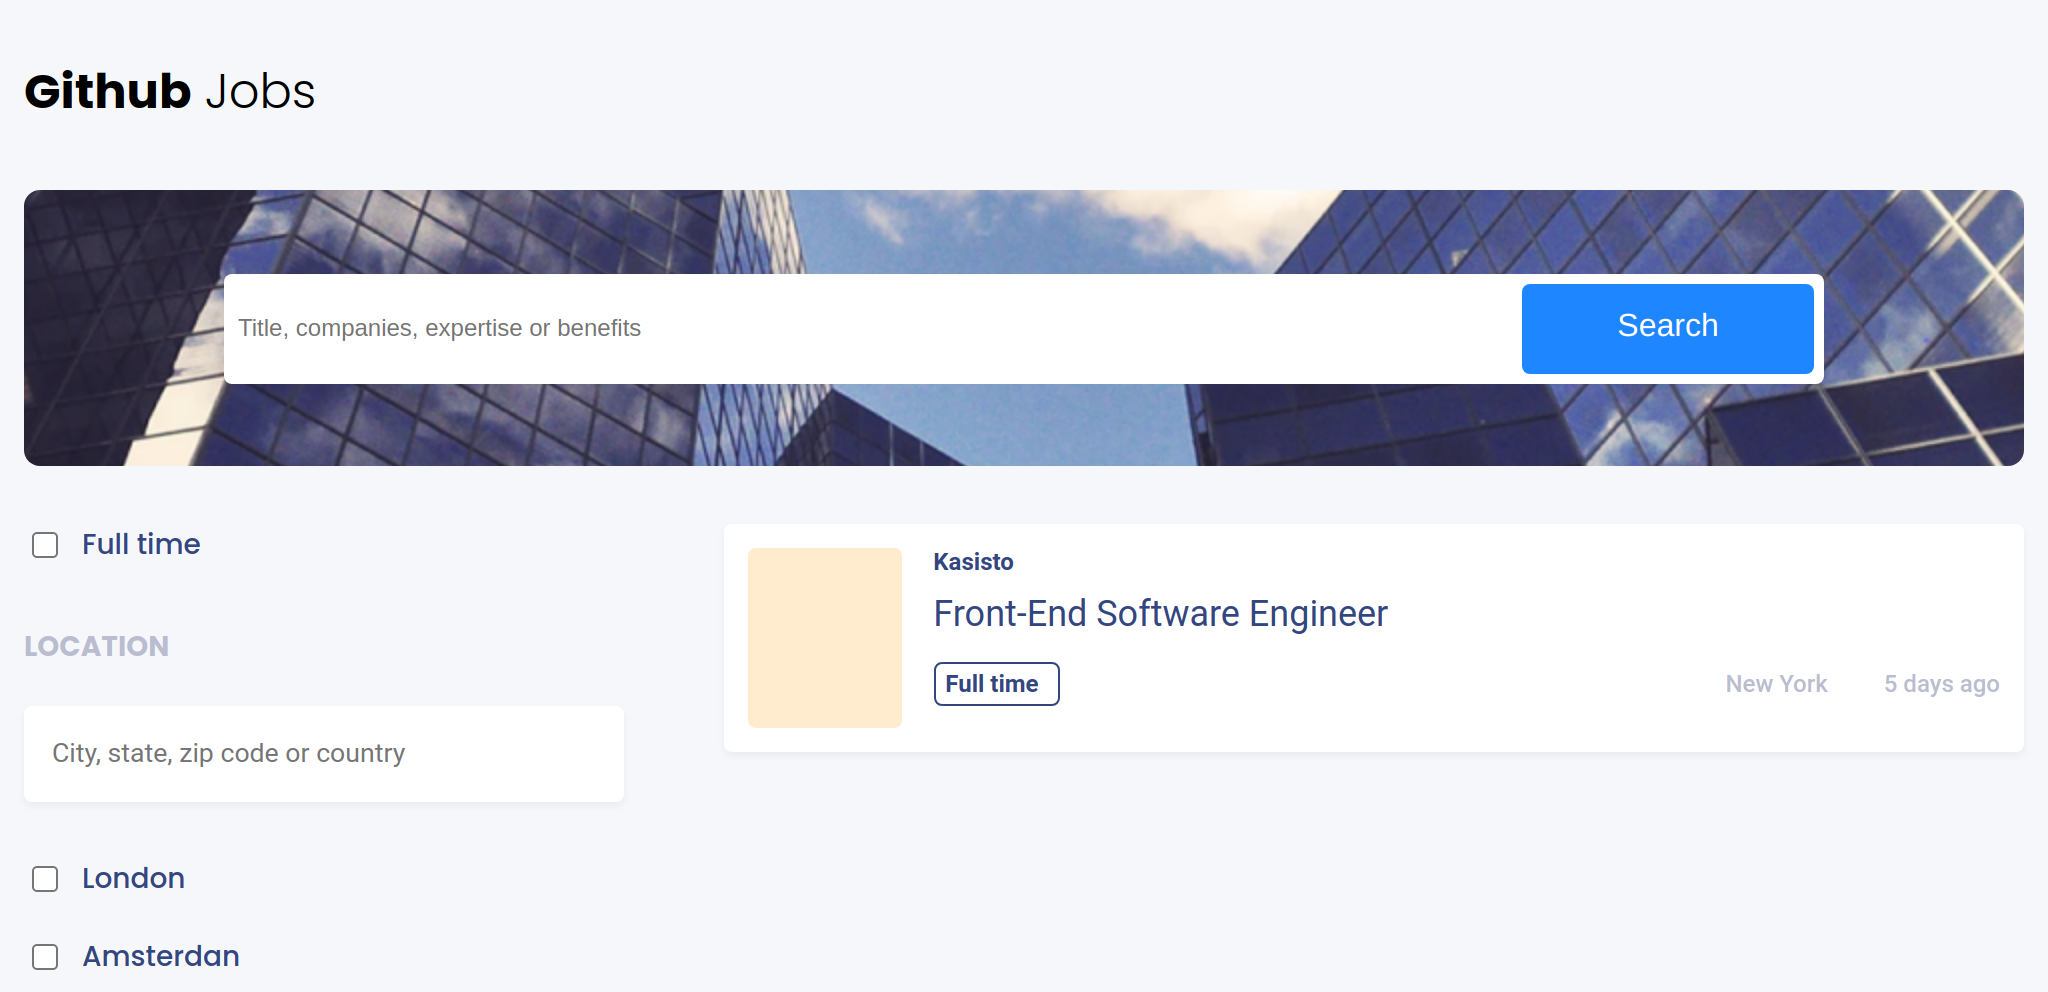 Github Jobs
Title, companies, expertise or benefits
Search
Full time
LOCATION
City, state, zip code or country
London
Amsterdan
Kasisto
Front-End Software Engineer
Full time
New York
5 days ago